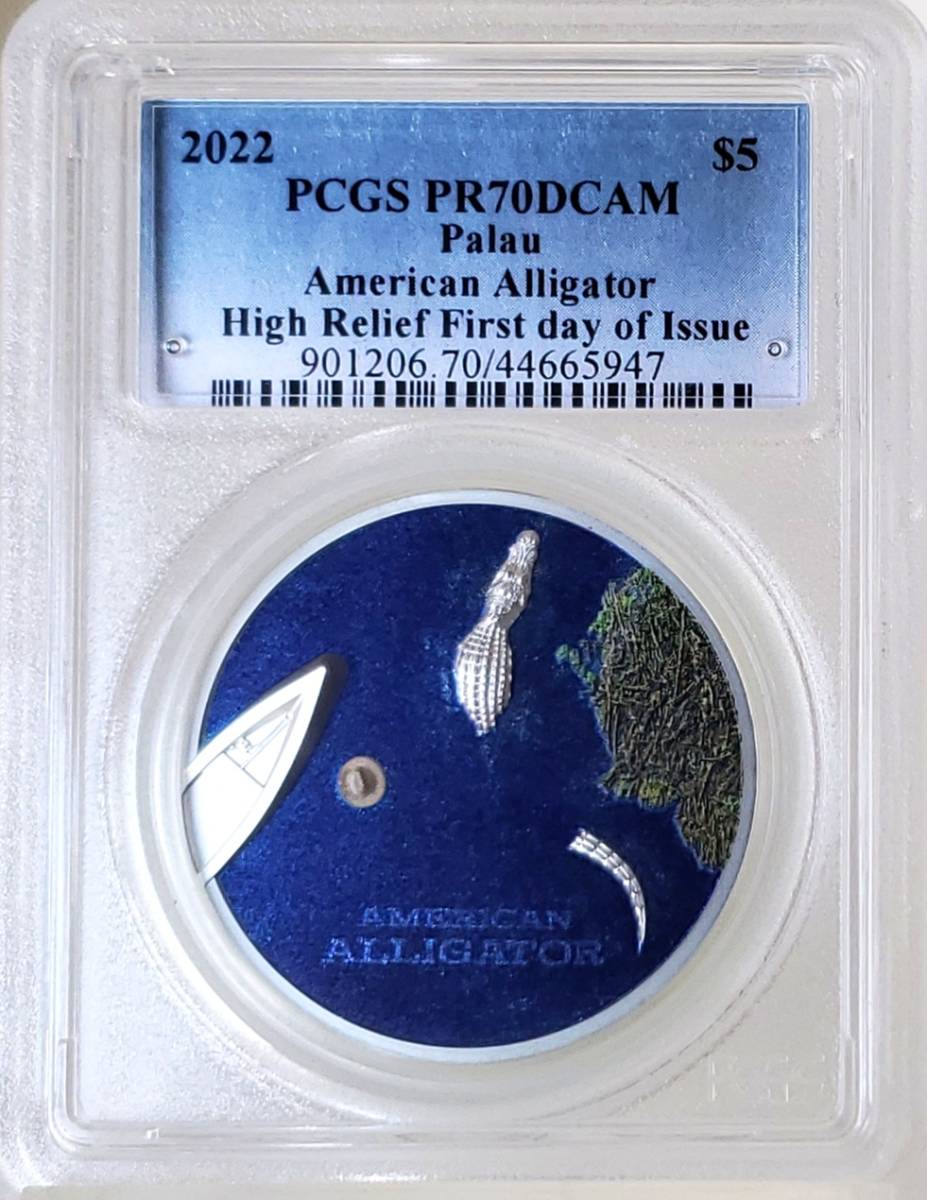 2022 $5
PCGS PR70DCAM
Palau
American Alligator
High Relief First day of Issue
901206.70/44665947
AMERICAN
ALLIGATOR